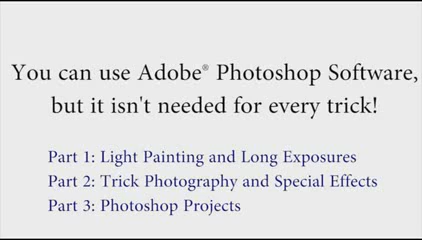 You can use Adobe® Photoshop Software,
but it isn't needed for every trick!
Part 1: Light Painting and Long Exposures
Part 2: Trick Photography and Special Effects
Part 3: Photoshop Projects